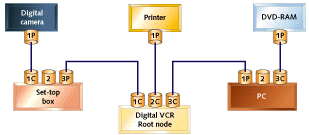 Digital
camera
Printer
DVD-RAM
1P
1P
1P
1C
2
3P
1P
2
3C
Set-top
box
1C
2C
3C
PC
Digital VCR
Root node